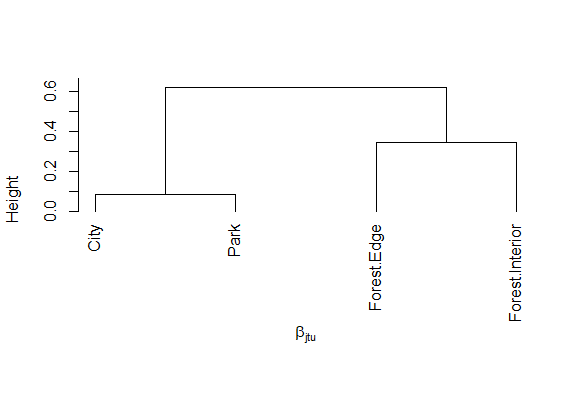 Height
0.0 0.2 0.4 0.6
City
Park
Forest.Edge
Forest.Interior
βjtu